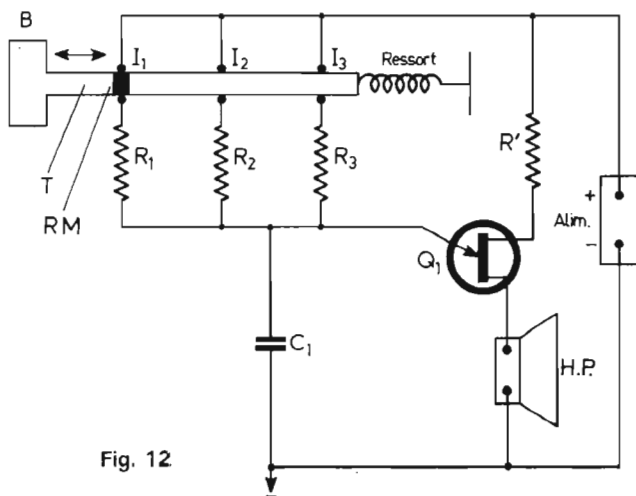 B
I1
I2
I3
Ressort
R1
R2
R3
R'
T
RM
+
Alim.
-
Q1
C1
H.P.
Fig. 12